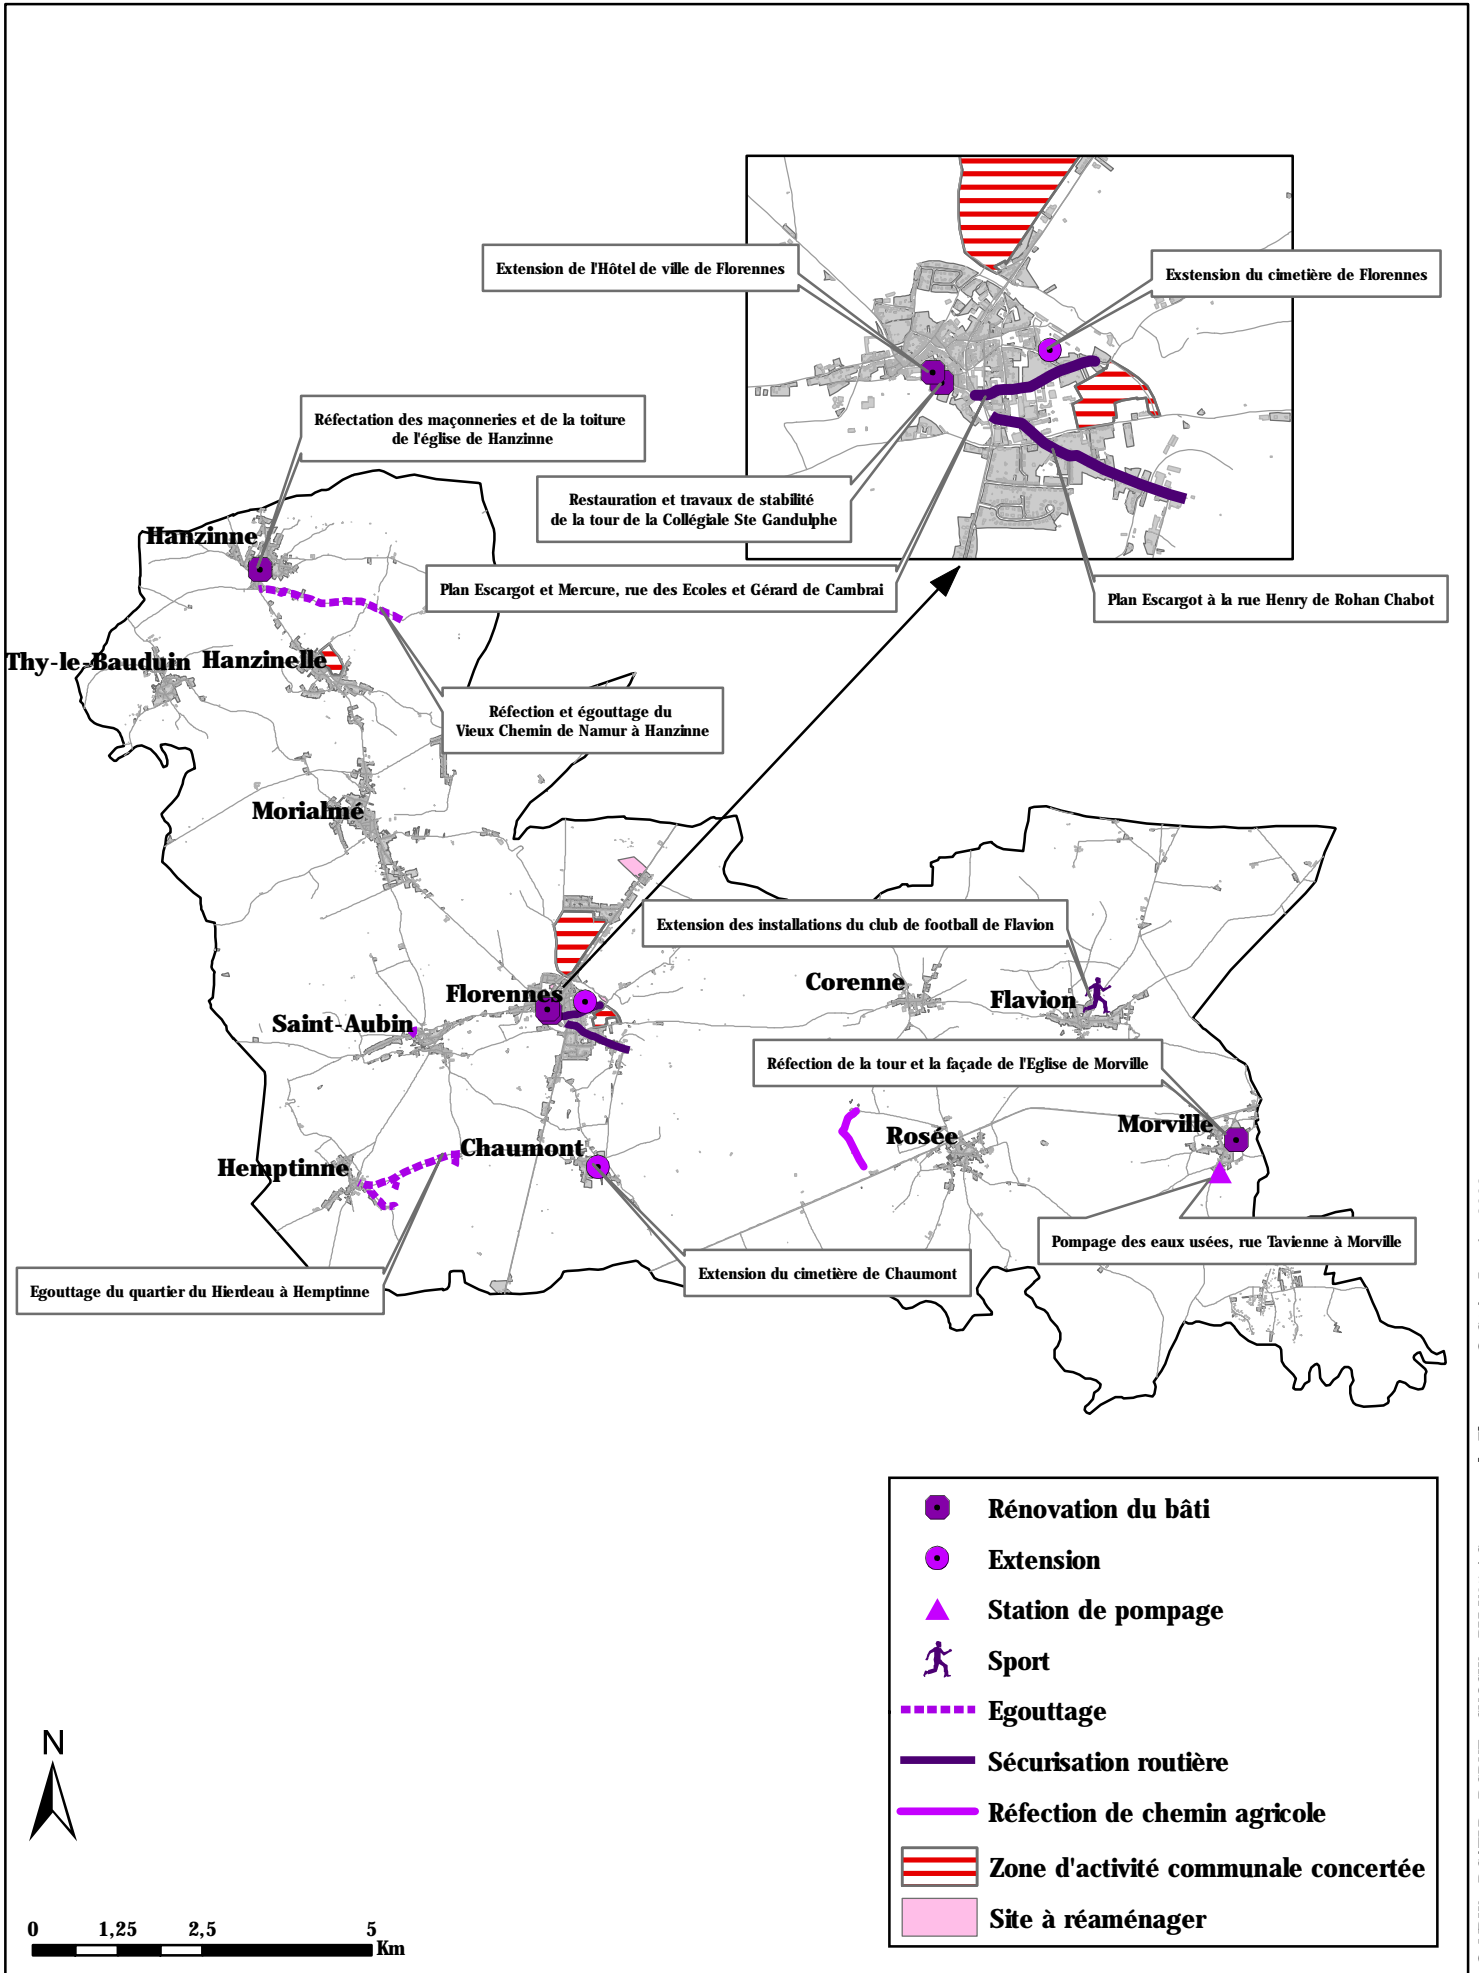 Extension de l'Hôtel de ville de Florennes
Exstension du cimetière de Florennes
Réfectation des maçonneries et de la toiture
de l'église de Hanzinne
Restauration et travaux de stabilité
de la tour de la Collégiale Ste Gandulphe
Hanzinne
Plan Escargot et Mercure, rue des Ecoles et Gérard de Cambrai
Plan Escargot à la rue Henry de Rohan Chabot
Thy-le-Bauduin
Hanzinelle
Réfection et égouttage du
Vieux Chemin de Namur à Hanzinne
Morialmé
Extension des installations du club de football de Flavion
Corenne
Florennes
Flavion
Saint-Aubin
Réfection de la tour et la façade de l'Eglise de Morville
Morville
Rosée
Chaumont
Hemptinne
Pompage des eaux usées, rue Tavienne à Morville
Extension du cimetière de Chaumont
Egouttage du quartier du Hierdeau à Hemptinne
Rénovation du bâti
Extension
Station de pompage
Sport
Egouttage
Sécurisation routière
Réfection de chemin agricole
Zone d'activité communale concertée
Site à réaménager
N
0 1,25 2,5 5
Km